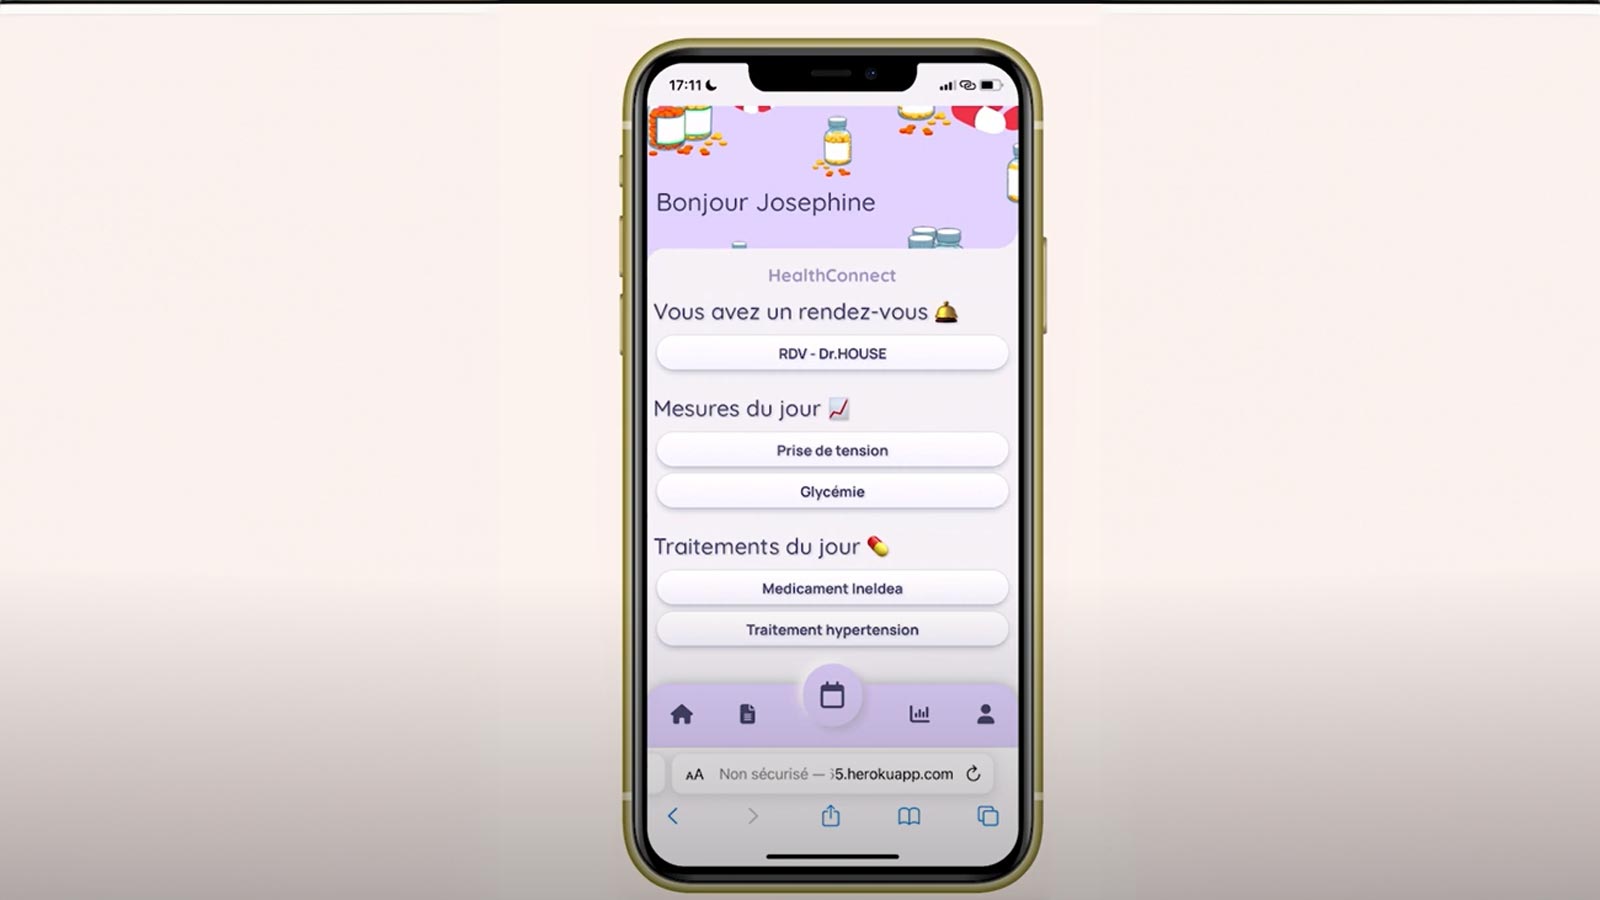 17:11
Bonjour Josephine
HealthConnect
Vous avez un rendez-vous
RDV - Dr.HOUSE
Mesures du jour
Prise de tension
Glycémie
Traitements du jour
Medicament Ineldea
Traitement hypertension
AA Non sécurisé — 5.herokuapp.com